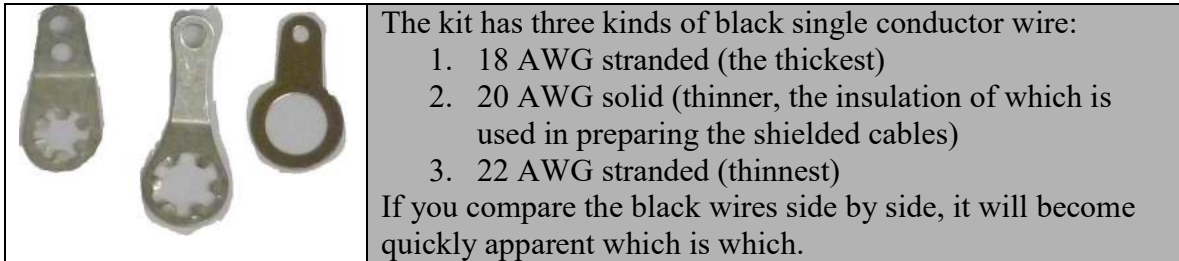 The kit has three kinds of black single conductor wire:
1. 18 AWG stranded (the thickest)
2. 20 AWG solid (thinner, the insulation of which is
used in preparing the shielded cables)
3. 22 AWG stranded (thinnest)
If you compare the black wires side by side, it will become
quickly apparent which is which.